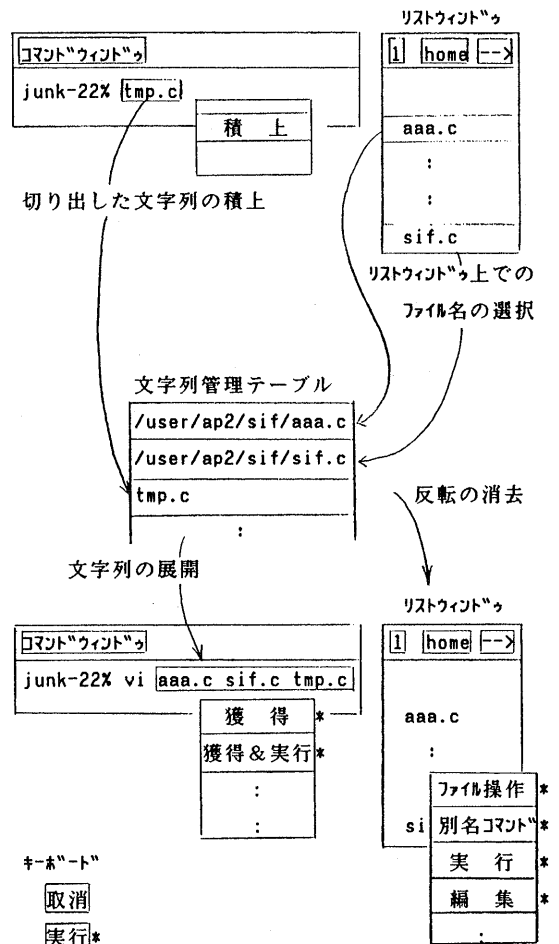 リストウィンドゥ
コマンドウィンドゥ
1 home -->
junk-22% tmp.c
積 上
aaa.c
:
:
切り出した文字列の積上
sif.c
リストウィンドゥ上での
ファイル名の選択
文字列管理テーブル
/user/ap2/sif/aaa.c
/user/ap2/sif/sif.c
tmp.c
:
反転の消去
文字列の展開
リストウィンドゥ
コマンドウィンドゥ
1 home -->
junk-22% vi aaa.c sif.c tmp.c
獲 得 *
獲得&実行*
:
:
aaa.c
:
si
ファイル操作 *
別名コマンド*
実 行 *
編 集 *
:
キーボード
取消
実行*